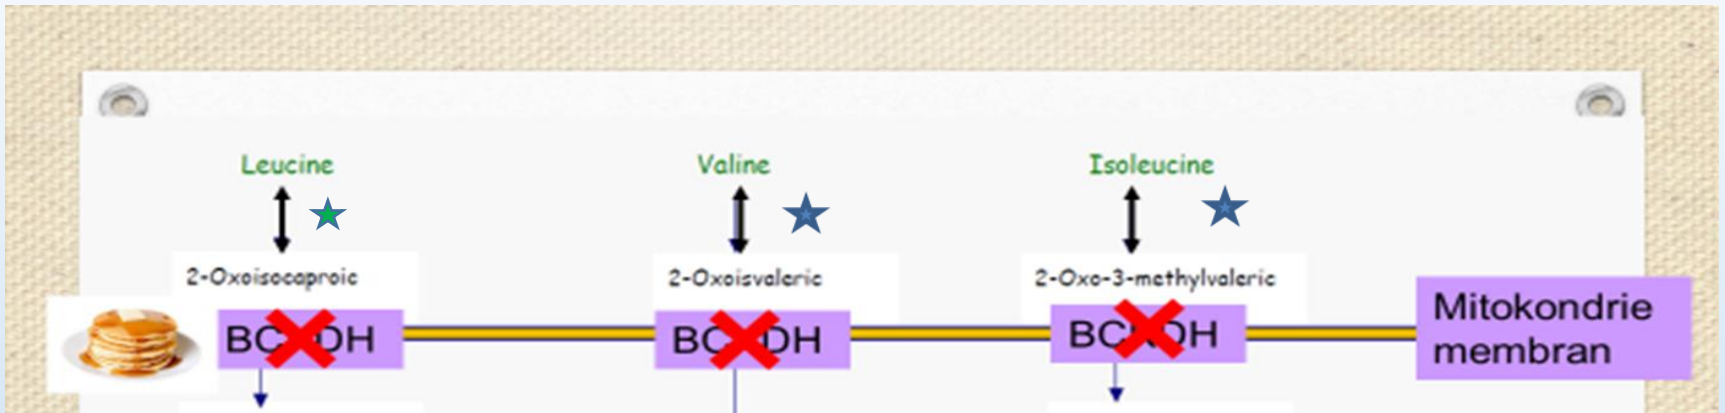 Leucine
Valine
Isoleucine
2-Oxoisocaproic
2-Oxoisvaleric
2-Oxo-3-methylvaleric
Mitokondrie
membran